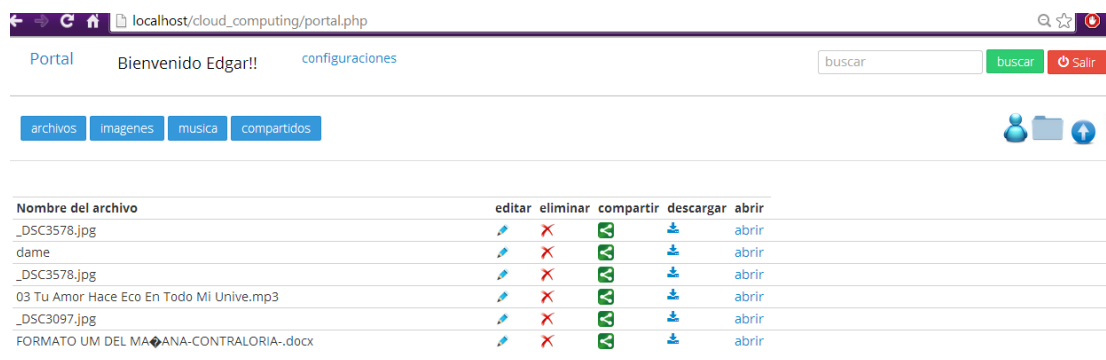 localhost/cloud_computing/portal.php
Portal Bienvenido Edgar!! configuraciones buscar buscar Salir
archivos imagenes musica compartidos
Nombre del archivo editar eliminar compartir descargar abrir
_DSC3578.jpg abrir
dame abrir
_DSC3578.jpg abrir
03 Tu Amor Hace Eco En Todo Mi Unive.mp3 abrir
_DSC3097.jpg abrir
FORMATO UM DEL MA�ANA-CONTRALORIA-.docx abrir